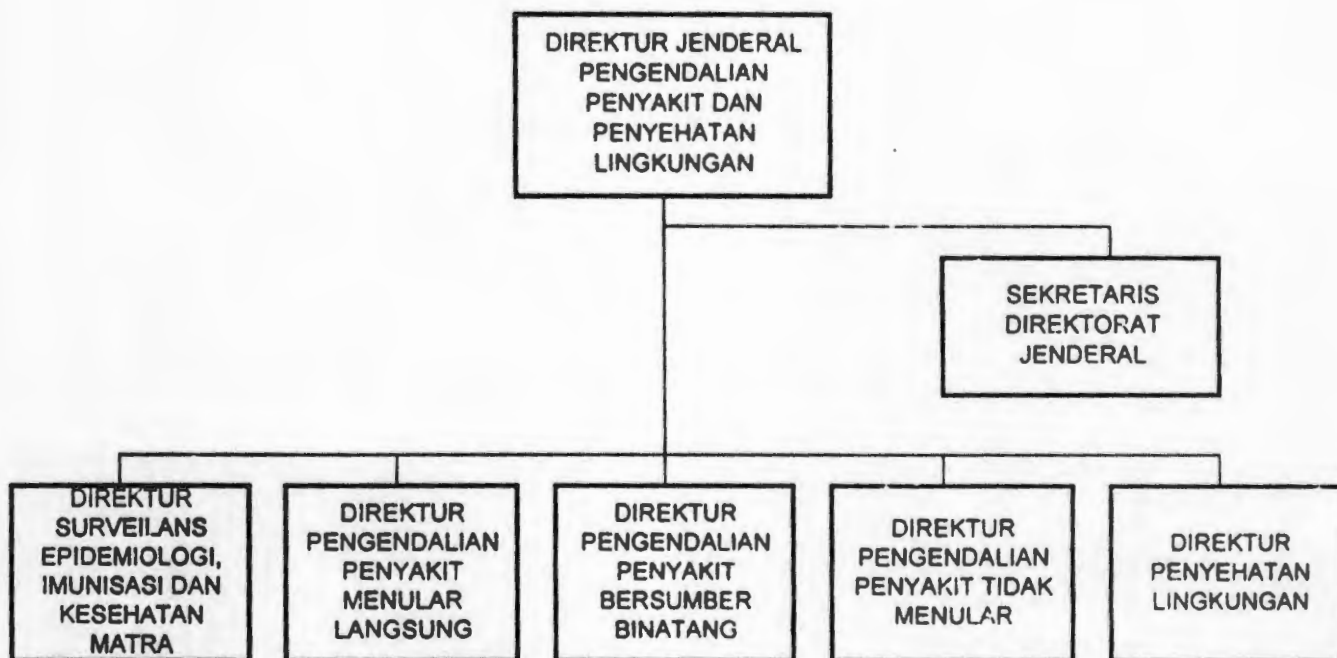 DIREKTUR JENDERAL
PENGENDALIAN
PENYAKIT DAN
PENYEHATAN
LINGKUNGAN
SEKRETARIS
DIREKTORAT
JENDERAL
DIREKTUR
SURVEILANS
EPIDEMIOLOGI,
IMUNISASI DAN
KESEHATAN
MATRA
DIREKTUR
PENGENDALIAN
PENYAKIT
MENULAR
LANGSUNG
DIREKTUR
PENGENDALIAN
PENYAKIT
BERSUMBER
BINATANG
DIREKTUR
PENGENDALIAN
PENYAKIT TIDAK
MENULAR
DIREKTUR
PENYEHATAN
LINGKUNGAN